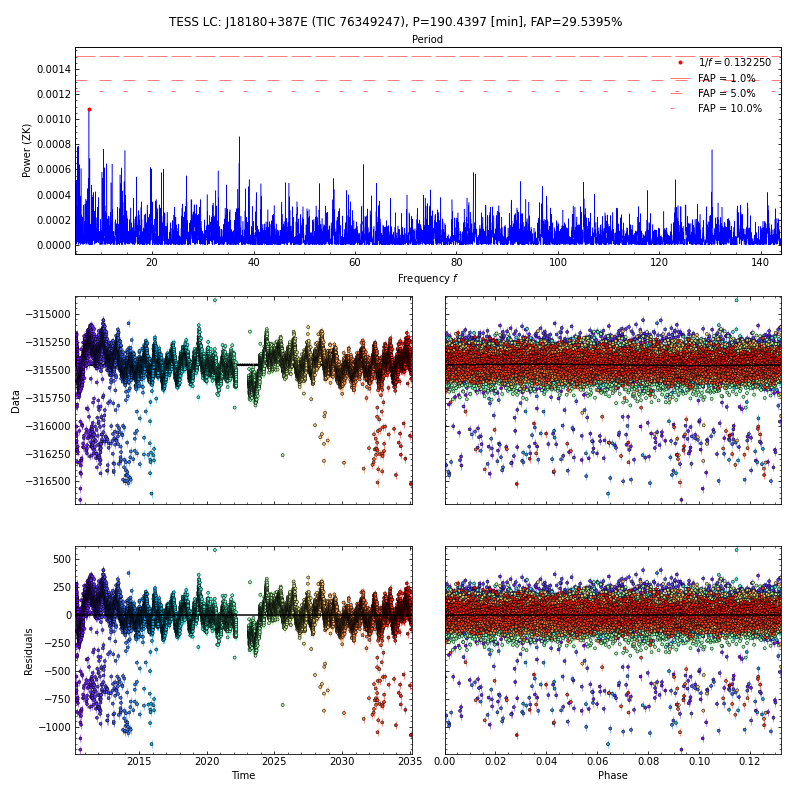 TESS LC: J18180+387E (TIC 76349247), P=190.4397 [min], FAP=29.5395%
Period
Power (ZK)
0.0014
0.0012
0.0010
0.0008
0.0006
0.0004
0.0002
0.0000
1/f = 0.132250
FAP = 1.0%
FAP = 5.0%
FAP = 10.0%
20 40 60 80 100 120 140
Frequency f
Data
−315000
−315250
−315500
−315750
−316000
−316250
−316500
Residuals
500
250
0
−250
−500
−750
−1000
2015 2020 2025 2030 2035
Time
0.00 0.02 0.04 0.06 0.08 0.10 0.12
Phase